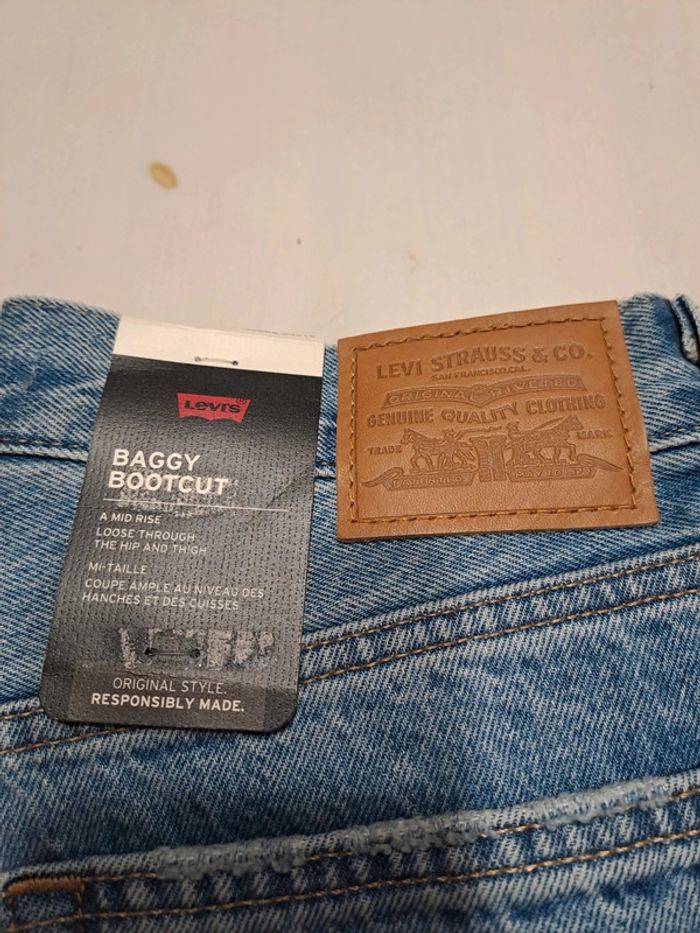 LEVI'S
BAGGY
BOOTCUT
A MID RISE
LOOSE THROUGH
THE HIP AND THIGH
MI-TAILLE
COUPE AMPLE AU NIVEAU DES
HANCHES ET DES CUISSES
ORIGINAL STYLE.
RESPONSIBLY MADE.
LEVI STRAUSS & CO.
SAN FRANCISCO, CAL.
ORIGINAL RIVETED
GENUINE QUALITY CLOTHING
TRADE MARK
PATENTED